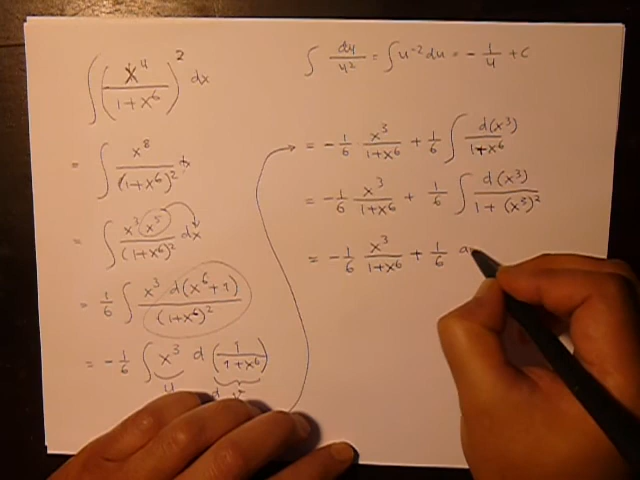 ∫ (x⁴/(1+x⁶))² dx
= ∫ x⁸/(1+x⁶)² dx
= ∫ x³ x⁵/(1+x⁶)² dx
= 1/6 ∫ x³ d(x⁶+1)/(1+x⁶)²
= -1/6 ∫ x³ d(1/(1+x⁶))
u d v
∫ du/u² = ∫ u⁻² du = -1/u + C
= -1/6 x³/(1+x⁶) + 1/6 ∫ d(x³)/(1+x⁶)
= -1/6 x³/(1+x⁶) + 1/6 ∫ d(x³)/(1+(x³)²)
= -1/6 x³/(1+x⁶) + 1/6 a